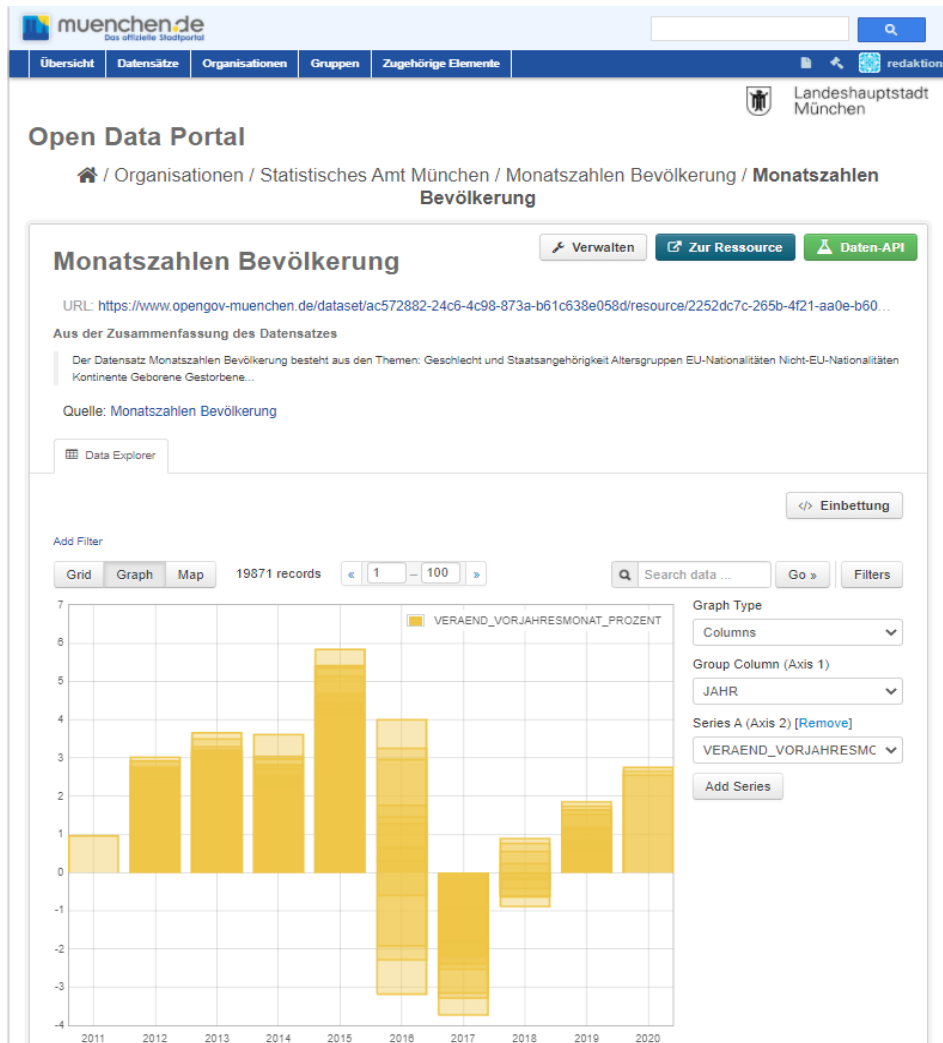 muenchen.de
Das offizielle Stadtportal
Übersicht Datensätze Organisationen Gruppen Zugehörige Elemente redaktion
Landeshauptstadt
München
Open Data Portal
/ Organisationen / Statistisches Amt München / Monatszahlen Bevölkerung / Monatszahlen
Bevölkerung
Monatszahlen Bevölkerung
Verwalten Zur Ressource Daten-API
URL: https://www.opengov-muenchen.de/dataset/ac572882-24c6-4c98-873a-b61c638e058d/resource/2252dc7c-265b-4f21-aa0e-b60...
Aus der Zusammenfassung des Datensatzes
Der Datensatz Monatszahlen Bevölkerung besteht aus den Themen: Geschlecht und Staatsangehörigkeit Altersgruppen EU-Nationalitäten Nicht-EU-Nationalitäten
Kontinente Geborene Gestorbene...
Quelle: Monatszahlen Bevölkerung
Data Explorer
</> Einbettung
Add Filter
Grid Graph Map 19871 records « 1 – 100 » Search data ... Go » Filters
VERAEND_VORJAHRESMONAT_PROZENT
7
6
5
4
3
2
1
0
-1
-2
-3
-4
2011 2012 2013 2014 2015 2016 2017 2018 2019 2020
Graph Type
Columns
Group Column (Axis 1)
JAHR
Series A (Axis 2) [Remove]
VERAEND_VORJAHRESMC
Add Series